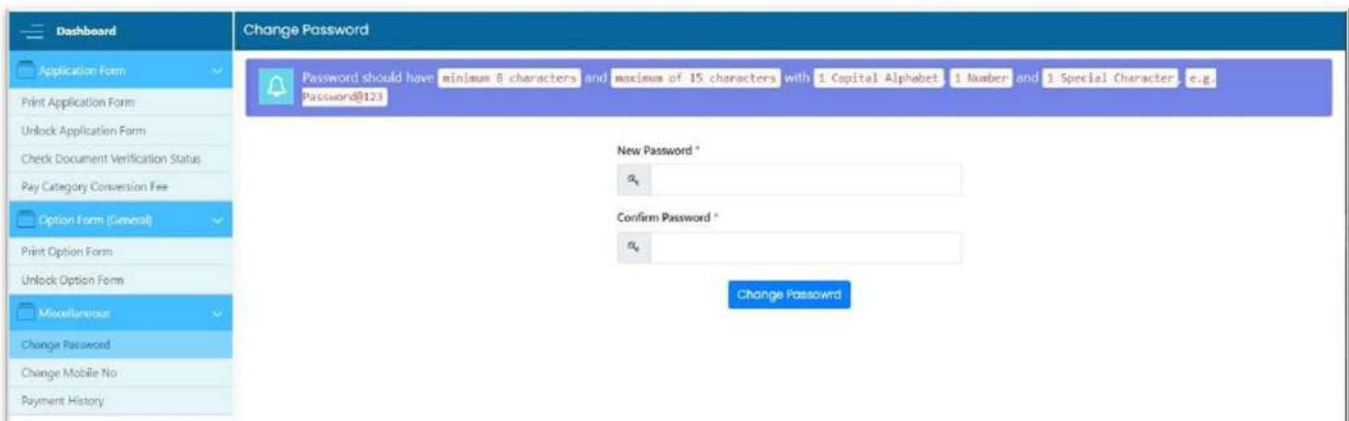 Dashboard
Change Password
Application Form
Password should have minimum 8 characters and maximum of 15 characters with 1 Capital Alphabet, 1 Number and 1 Special Character, e.g.
Password@123
Print Application Form
Unlock Application Form
Check Document Verification Status
Pay Category Conversion Fee
Option Form (General)
Print Option Form
Unlock Option Form
Miscellaneous
Change Password
Change Mobile No
Payment History
New Password *
Confirm Password *
Change Passowrd